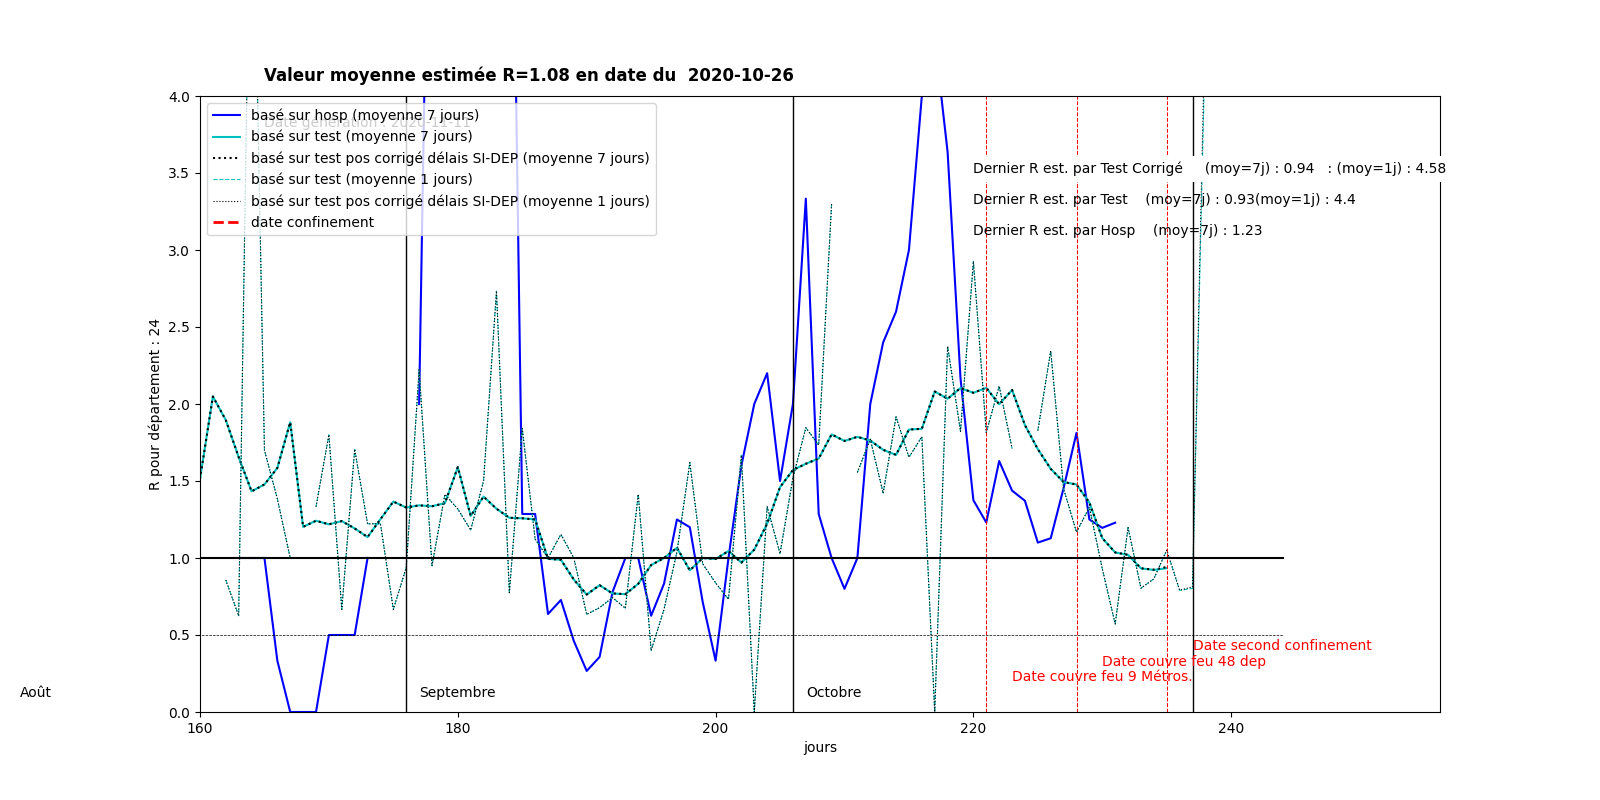 Valeur moyenne estimée R=1.08 en date du  2020-10-26
4.0
3.5
3.0
2.5
2.0
1.5
1.0
0.5
0.0
R pour département : 24
basé sur hosp (moyenne 7 jours)
Date génération : 2020-11-11
basé sur test (moyenne 7 jours)
basé sur test pos corrigé délais SI-DEP (moyenne 7 jours)
basé sur test (moyenne 1 jours)
basé sur test pos corrigé délais SI-DEP (moyenne 1 jours)
date confinement
Dernier R est. par Test Corrigé     (moy=7j) : 0.94   : (moy=1j) : 4.58
Dernier R est. par Test    (moy=7j) : 0.93(moy=1j) : 4.4
Dernier R est. par Hosp    (moy=7j) : 1.23
Date second confinement
Date couvre feu 48 dep
Date couvre feu 9 Métros.
Août
Septembre
Octobre
160
180
200
220
240
jours